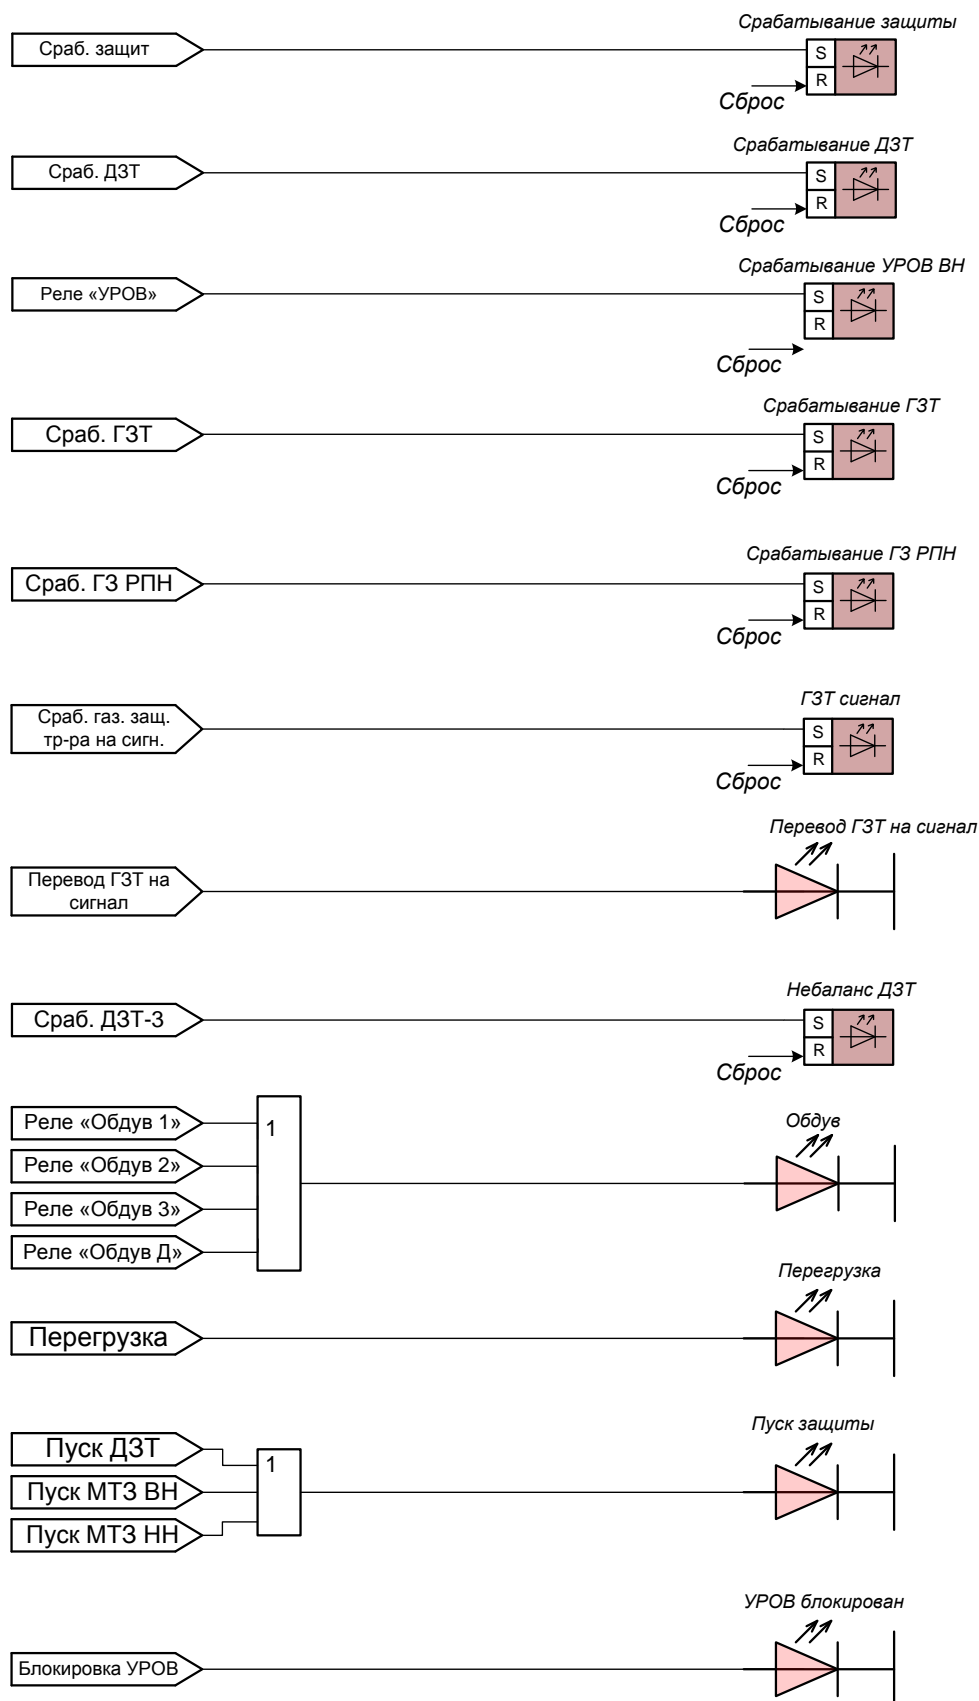 Срабатывание защиты
Сраб. защит
S
R
Сброс
Срабатывание ДЗТ
Сраб. ДЗТ
S
R
Сброс
Срабатывание УРОВ ВН
Реле «УРОВ»
S
R
Сброс
Срабатывание ГЗТ
Сраб. ГЗТ
S
R
Сброс
Срабатывание ГЗ РПН
Сраб. ГЗ РПН
S
R
Сброс
ГЗТ сигнал
Сраб. газ. защ.
тр-ра на сигн.
S
R
Сброс
Перевод ГЗТ на сигнал
Перевод ГЗТ на
сигнал
Небаланс ДЗТ
Сраб. ДЗТ-3
S
R
Сброс
Реле «Обдув 1»
Реле «Обдув 2»
Реле «Обдув 3»
Реле «Обдув Д»
1
Обдув
Перегрузка
Перегрузка
Пуск защиты
Пуск ДЗТ
Пуск МТЗ ВН
Пуск МТЗ НН
1
УРОВ блокирован
Блокировка УРОВ